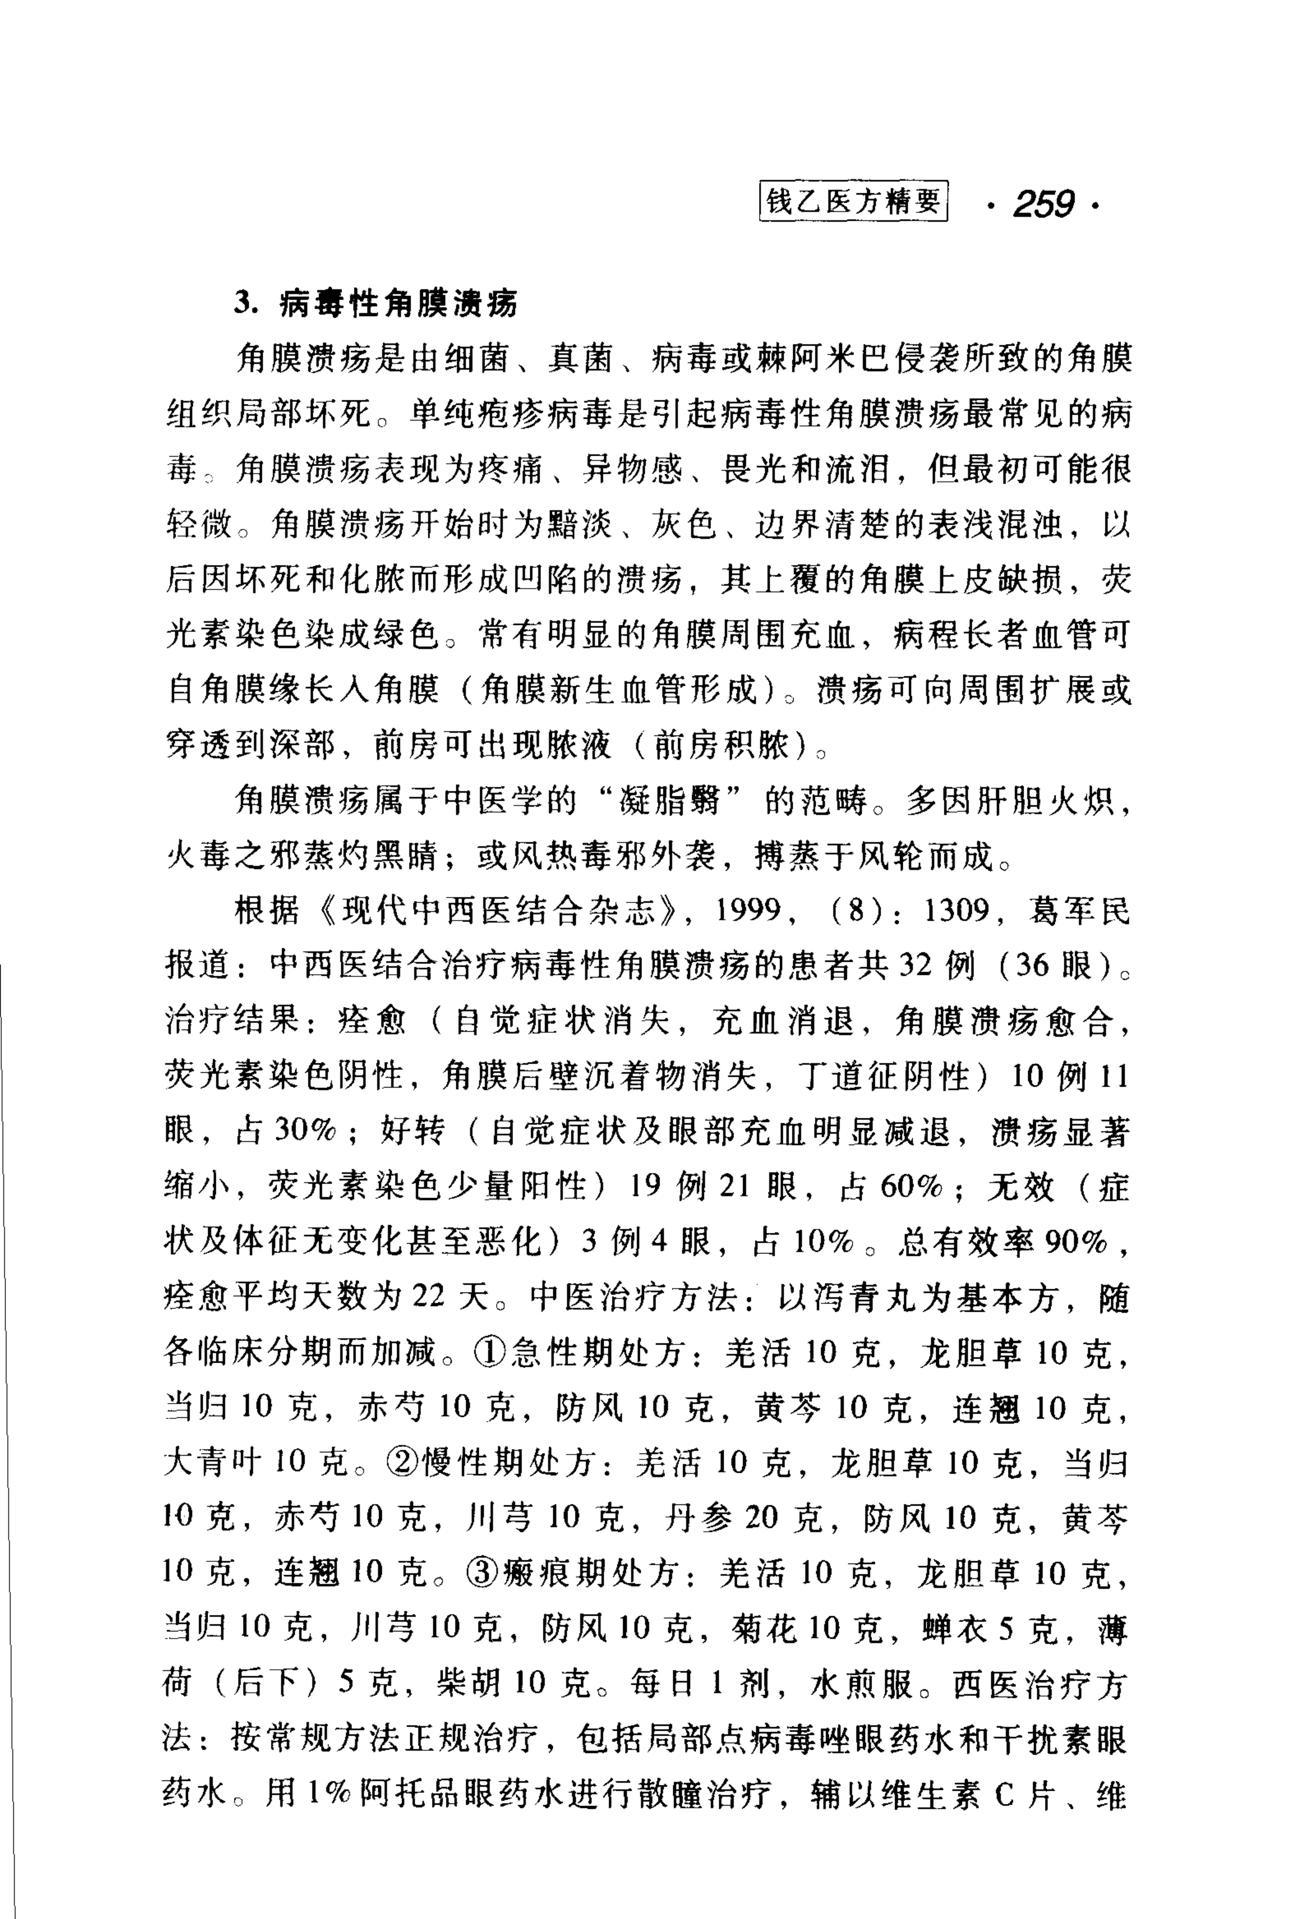 钱乙医方精要 · 259 ·
3. 病毒性角膜溃疡
角膜溃疡是由细菌、真菌、病毒或棘阿米巴侵袭所致的角膜
组织局部坏死。单纯疱疹病毒是引起病毒性角膜溃疡最常见的病
毒。角膜溃疡表现为疼痛、异物感、畏光和流泪，但最初可能很
轻微。角膜溃疡开始时为黯淡、灰色、边界清楚的表浅混浊，以
后因坏死和化脓而形成凹陷的溃疡，其上覆的角膜上皮缺损，荧
光素染色染成绿色。常有明显的角膜周围充血，病程长者血管可
自角膜缘长入角膜（角膜新生血管形成）。溃疡可向周围扩展或
穿透到深部，前房可出现脓液（前房积脓）。
角膜溃疡属于中医学的“凝脂翳”的范畴。多因肝胆火炽，
火毒之邪蒸灼黑睛；或风热毒邪外袭，搏蒸于风轮而成。
根据《现代中西医结合杂志》，1999，（8）：1309，葛军民
报道：中西医结合治疗病毒性角膜溃疡的患者共 32 例（36 眼）。
治疗结果：痊愈（自觉症状消失，充血消退，角膜溃疡愈合，
荧光素染色阴性，角膜后壁沉着物消失，丁道征阴性）10 例 11
眼，占 30%；好转（自觉症状及眼部充血明显减退，溃疡显著
缩小，荧光素染色少量阳性）19 例 21 眼，占 60%；无效（症
状及体征无变化甚至恶化）3 例 4 眼，占 10%。总有效率 90%，
痊愈平均天数为 22 天。中医治疗方法：以泻青丸为基本方，随
各临床分期而加减。①急性期处方：羌活 10 克，龙胆草 10 克，
当归 10 克，赤芍 10 克，防风 10 克，黄芩 10 克，连翘 10 克，
大青叶 10 克。②慢性期处方：羌活 10 克，龙胆草 10 克，当归
10 克，赤芍 10 克，川芎 10 克，丹参 20 克，防风 10 克，黄芩
10 克，连翘 10 克。③瘢痕期处方：羌活 10 克，龙胆草 10 克，
当归 10 克，川芎 10 克，防风 10 克，菊花 10 克，蝉衣 5 克，薄
荷（后下）5 克，柴胡 10 克。每日 1 剂，水煎服。西医治疗方
法：按常规方法正规治疗，包括局部点病毒唑眼药水和干扰素眼
药水。用 1% 阿托品眼药水进行散瞳治疗，辅以维生素 C 片、维